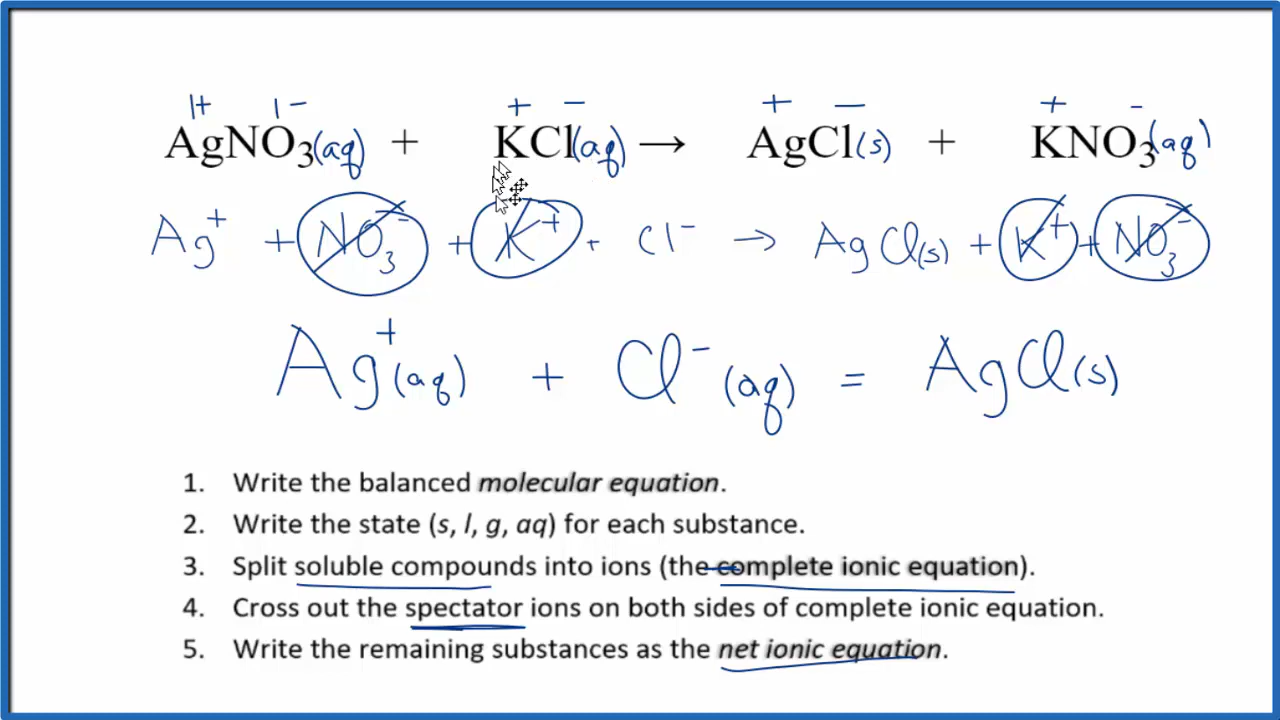 1+ 1− + − + − + -
AgNO₃(aq) + KCl(aq) → AgCl(s) + KNO₃(aq)
Ag⁺ + NO₃⁻ + K⁺ + Cl⁻ → AgCl(s) + K⁺ + NO₃⁻
Ag⁺(aq) + Cl⁻(aq) = AgCl(s)
1. Write the balanced molecular equation.
2. Write the state (s, l, g, aq) for each substance.
3. Split soluble compounds into ions (the complete ionic equation).
4. Cross out the spectator ions on both sides of complete ionic equation.
5. Write the remaining substances as the net ionic equation.